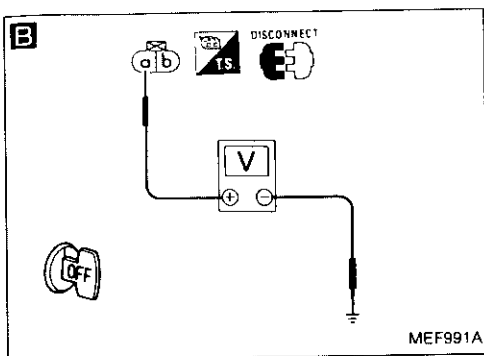 B
DISCONNECT
a b
T.S.
V
+ −
OFF
MEF991A